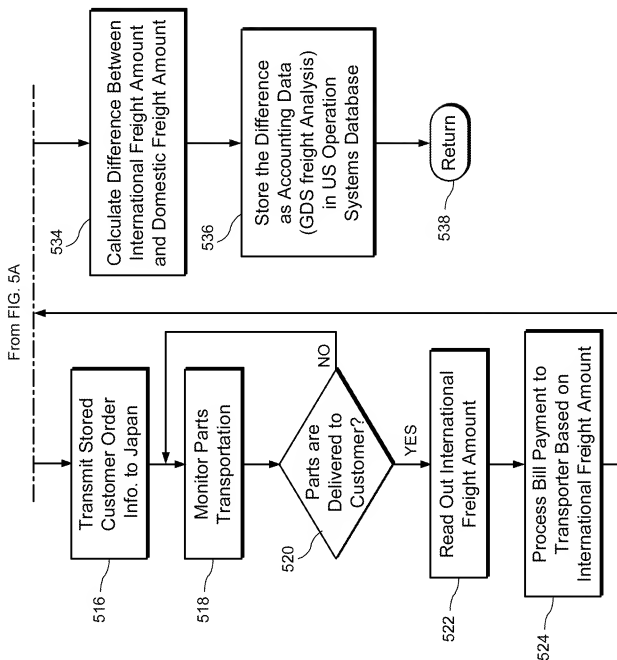 From FIG. 5A
Transmit Stored
Customer Order
Info. to Japan
516
Monitor Parts
Transportation
518
Parts are
Delivered to
Customer?
520
NO
YES
Read Out International
Freight Amount
522
Process Bill Payment to
Transporter Based on
International Freight Amount
524
Calculate Difference Between
International Freight Amount
and Domestic Freight Amount
534
Store the Difference
as Accounting Data
(GDS freight Analysis)
in US Operation
Systems Database
536
Return
538